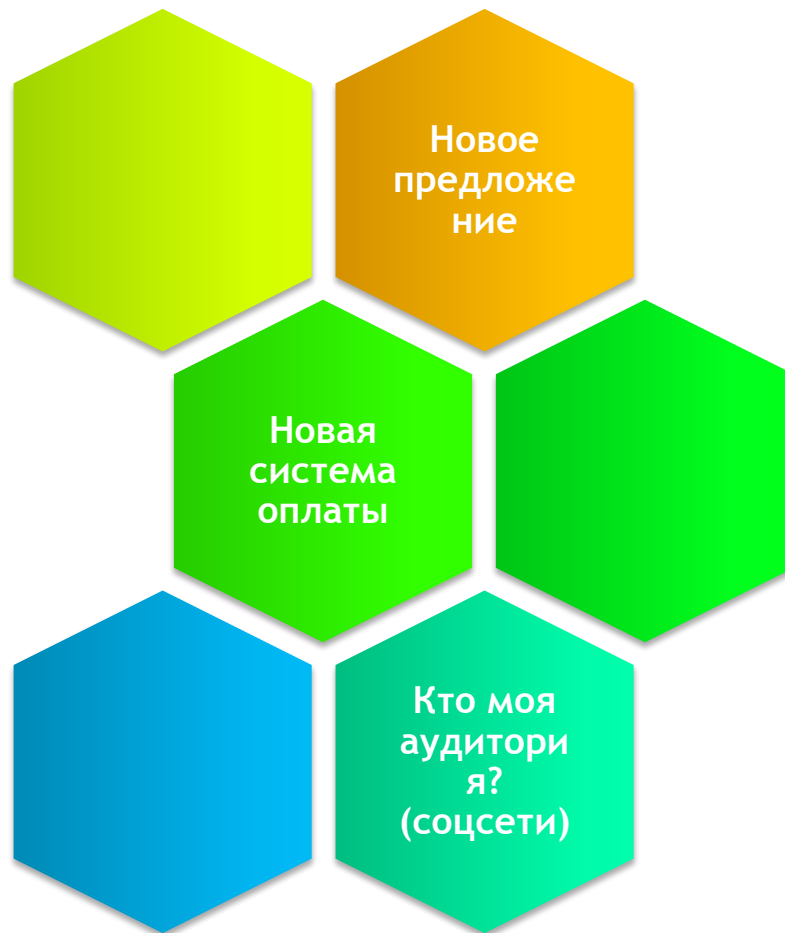 Новое
предложе
ние
Новая
система
оплаты
Кто моя
аудитори
я?
(соцсети)